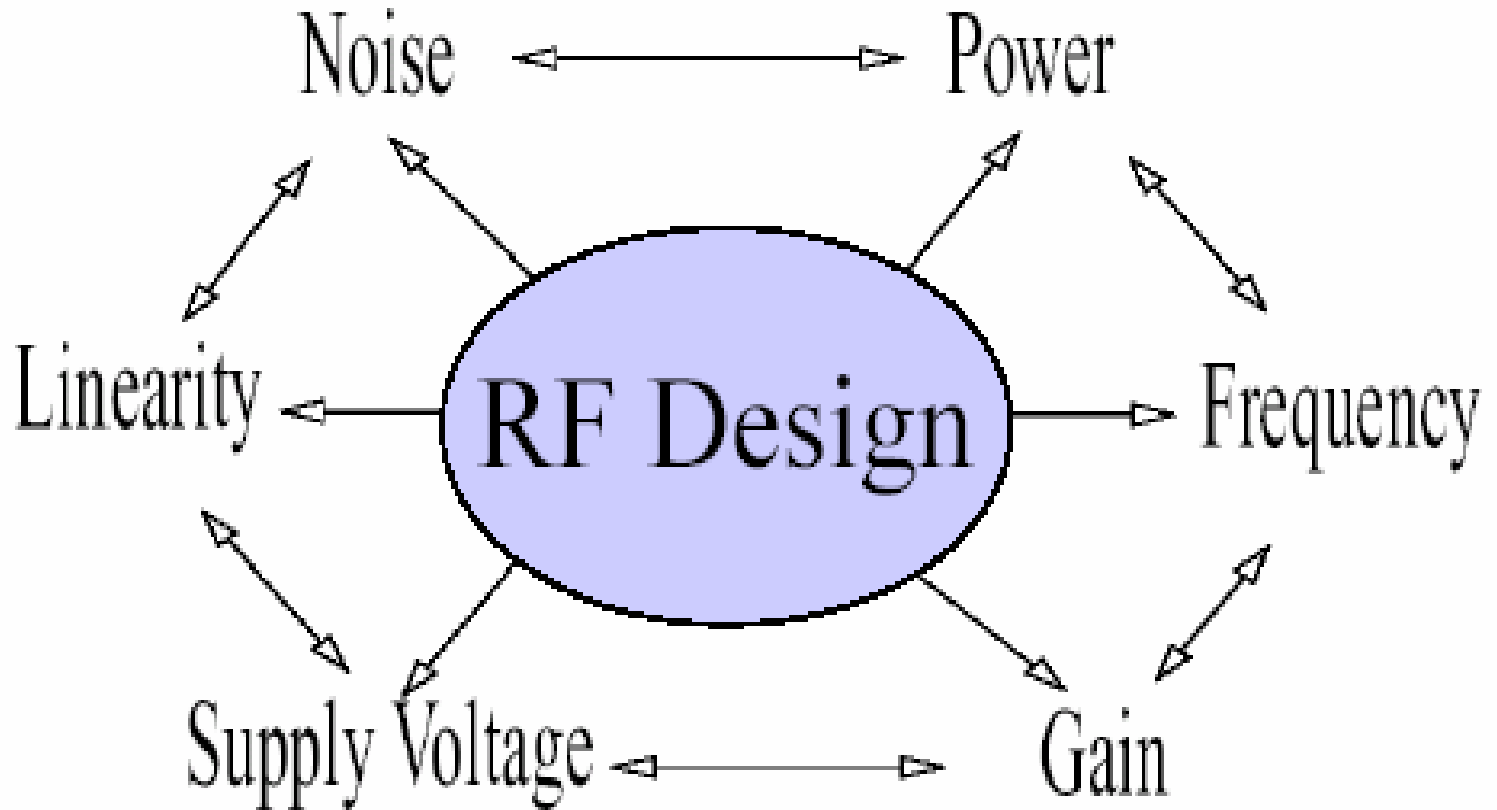 Noise
Power
Linearity
RF Design
Frequency
Supply Voltage
Gain